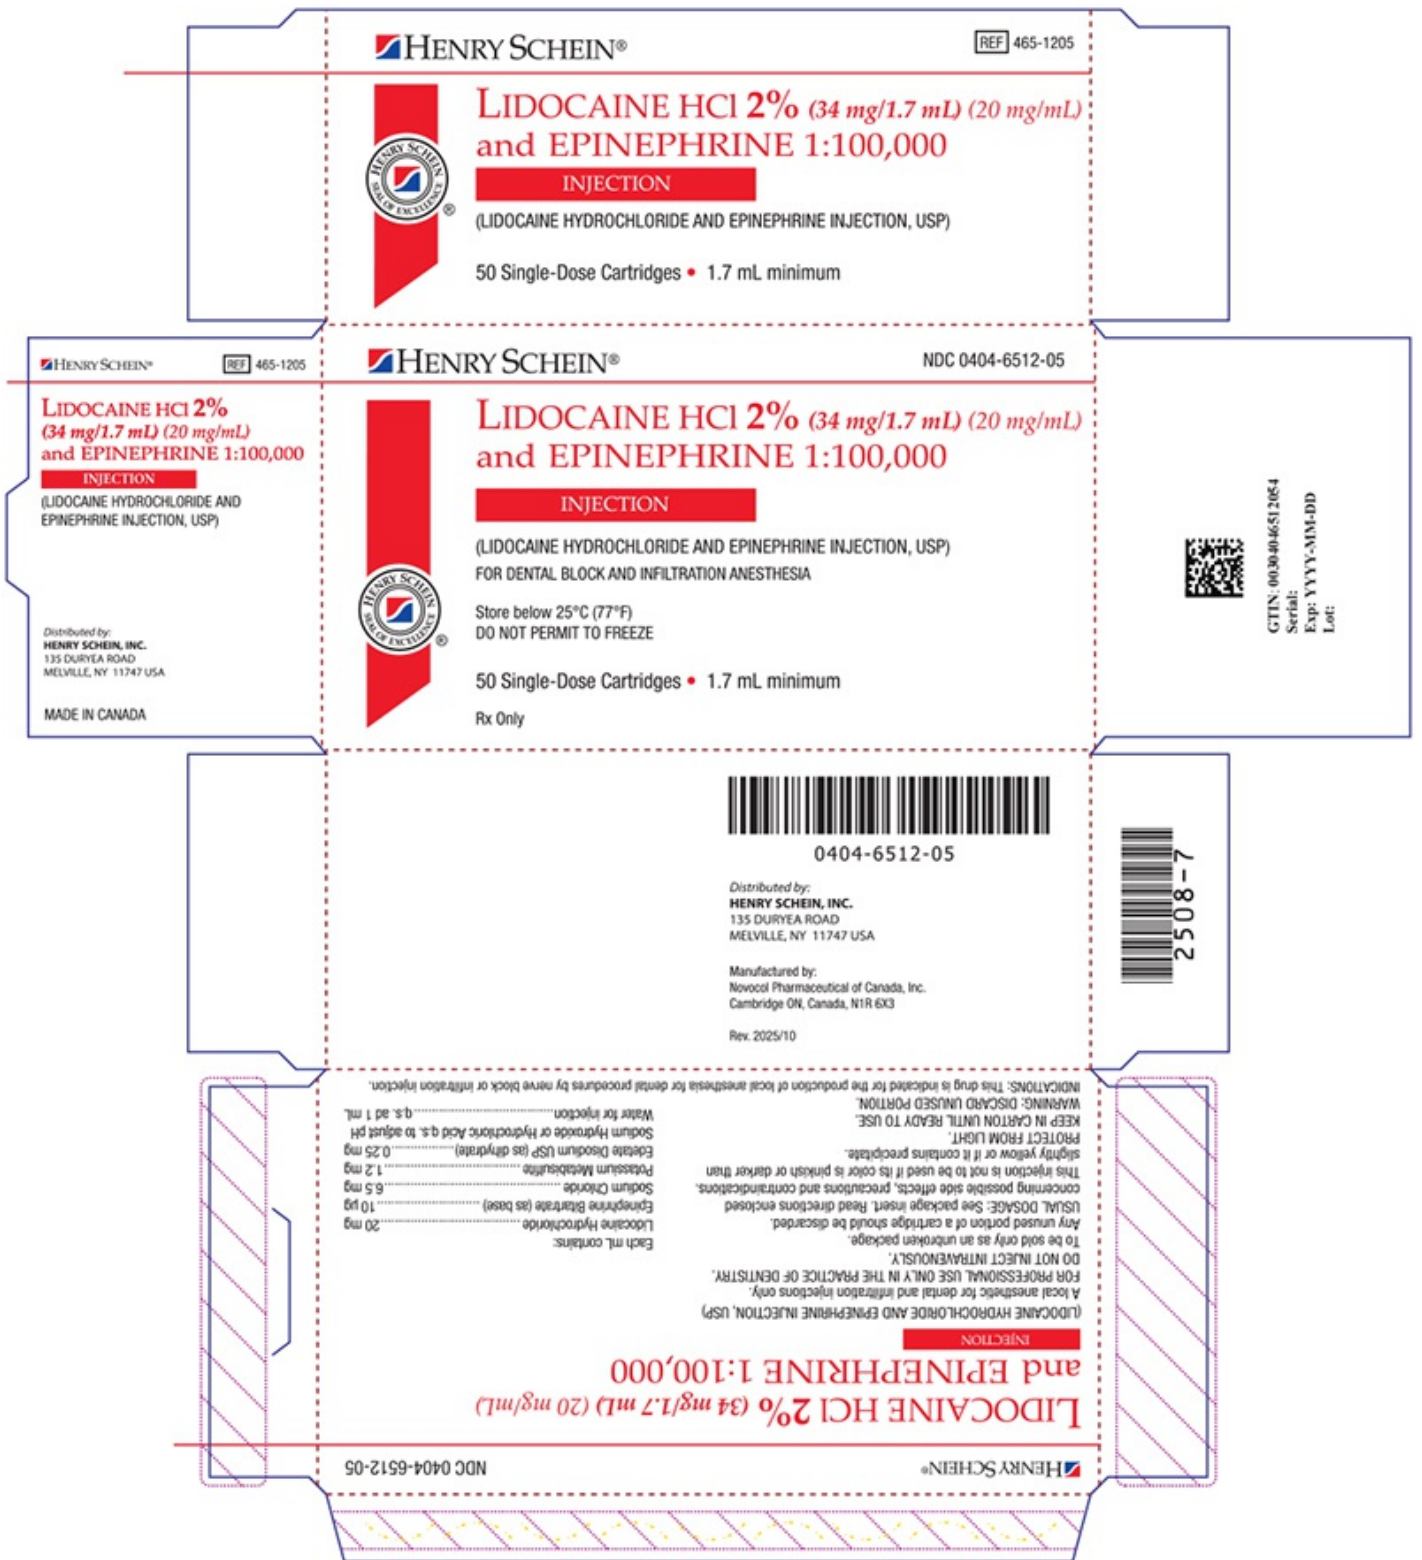 HENRY SCHEIN®
REF 465-1205
LIDOCAINE HCl 2% (34 mg/1.7 mL) (20 mg/mL)
and EPINEPHRINE 1:100,000
INJECTION
HENRY SCHEIN
SEAL OF EXCELLENCE
®
(LIDOCAINE HYDROCHLORIDE AND EPINEPHRINE INJECTION, USP)
50 Single-Dose Cartridges • 1.7 mL minimum
HENRY SCHEIN®
REF 465-1205
LIDOCAINE HCl 2%
(34 mg/1.7 mL) (20 mg/mL)
and EPINEPHRINE 1:100,000
INJECTION
(LIDOCAINE HYDROCHLORIDE AND
EPINEPHRINE INJECTION, USP)
Distributed by:
HENRY SCHEIN, INC.
135 DURYEA ROAD
MELVILLE, NY 11747 USA
MADE IN CANADA
HENRY SCHEIN®
NDC 0404-6512-05
LIDOCAINE HCl 2% (34 mg/1.7 mL) (20 mg/mL)
and EPINEPHRINE 1:100,000
INJECTION
(LIDOCAINE HYDROCHLORIDE AND EPINEPHRINE INJECTION, USP)
FOR DENTAL BLOCK AND INFILTRATION ANESTHESIA
HENRY SCHEIN
SEAL OF EXCELLENCE
®
Store below 25°C (77°F)
DO NOT PERMIT TO FREEZE
50 Single-Dose Cartridges • 1.7 mL minimum
Rx Only
GTIN: 00304046512054
Serial:
Exp: YYYY-MM-DD
Lot:
0404-6512-05
Distributed by:
HENRY SCHEIN, INC.
135 DURYEA ROAD
MELVILLE, NY 11747 USA
Manufactured by:
Novocol Pharmaceutical of Canada, Inc.
Cambridge ON, Canada, N1R 6X3
Rev. 2025/10
2508-7
HENRY SCHEIN®
NDC 0404-6512-05
LIDOCAINE HCl 2% (34 mg/1.7 mL) (20 mg/mL)
and EPINEPHRINE 1:100,000
INJECTION
(LIDOCAINE HYDROCHLORIDE AND EPINEPHRINE INJECTION, USP)
A local anesthetic for dental and infiltration injections only.
FOR PROFESSIONAL USE ONLY IN THE PRACTICE OF DENTISTRY.
DO NOT INJECT INTRAVENOUSLY.
To be sold only as an unbroken package.
Any unused portion of a cartridge should be discarded.
USUAL DOSAGE: See package insert. Read directions enclosed
concerning possible side effects, precautions and contraindications.
This injection is not to be used if its color is pinkish or darker than
slightly yellow or if it contains precipitate.
PROTECT FROM LIGHT.
KEEP IN CARTON UNTIL READY TO USE.
WARNING: DISCARD UNUSED PORTION.
Each mL contains:
Lidocaine Hydrochloride ........ 20 mg
Epinephrine Bitartrate (as base) ........ 10 µg
Sodium Chloride ........ 6.5 mg
Potassium Metabisulfite ........ 1.2 mg
Edetate Disodium USP (as dihydrate) ........ 0.25 mg
Sodium Hydroxide or Hydrochloric Acid q.s. to adjust pH
Water for injection ........ q.s. ad 1 mL
INDICATIONS: This drug is indicated for the production of local anesthesia for dental procedures by nerve block or infiltration injection.